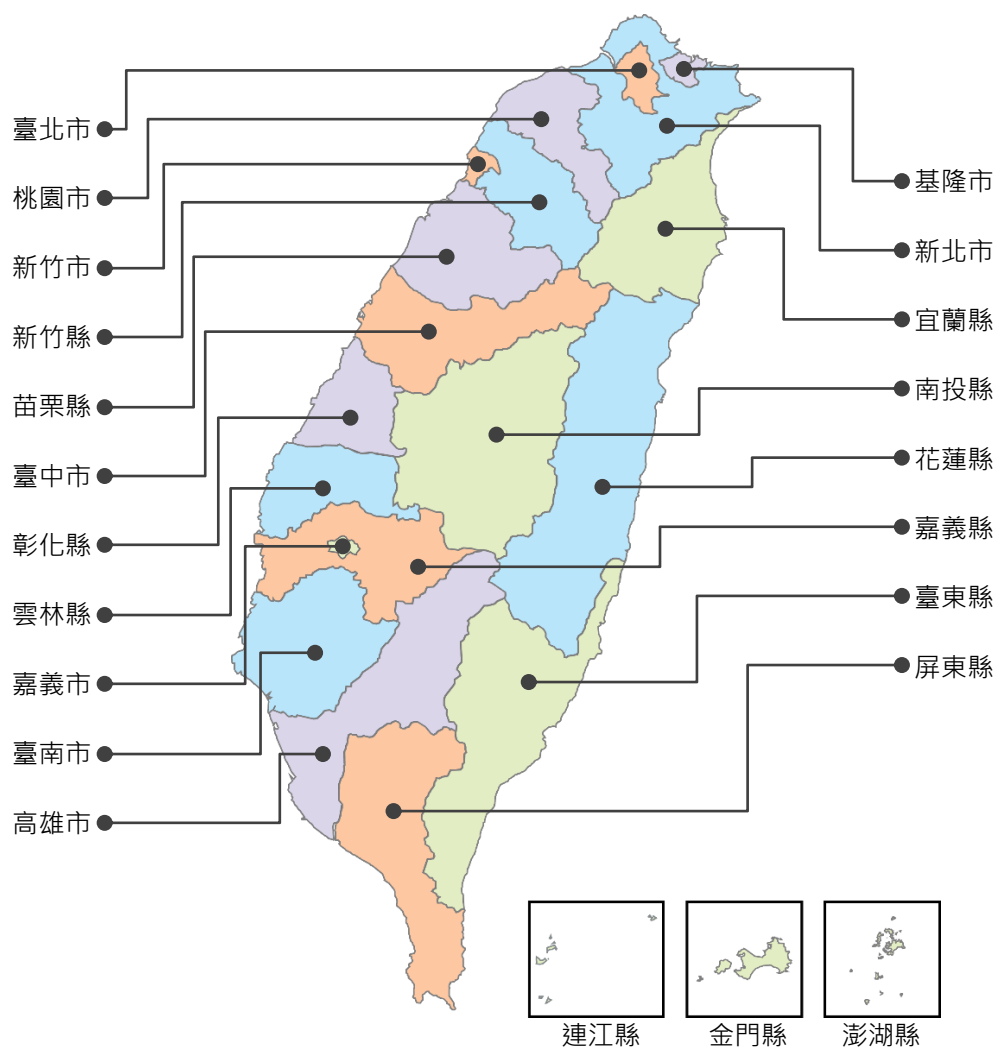 臺北市
桃園市
新竹市
新竹縣
苗栗縣
臺中市
彰化縣
雲林縣
嘉義市
臺南市
高雄市
基隆市
新北市
宜蘭縣
南投縣
花蓮縣
嘉義縣
臺東縣
屏東縣
連江縣
金門縣
澎湖縣